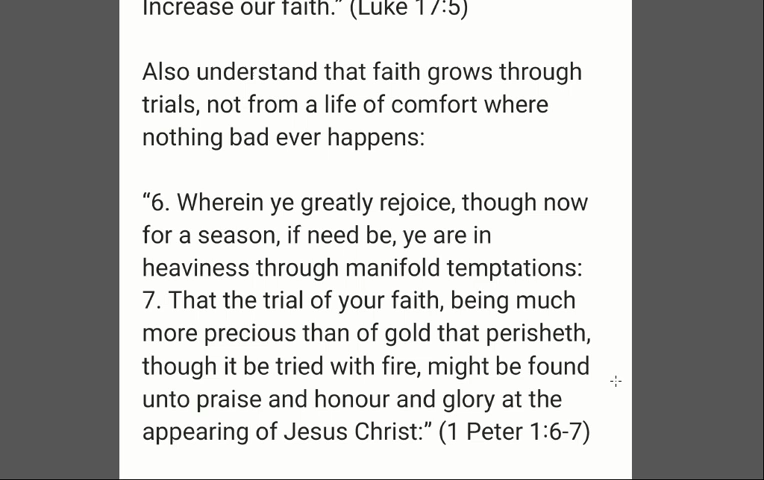 Increase our faith.” (Luke 17:5)
Also understand that faith grows through
trials, not from a life of comfort where
nothing bad ever happens:
“6. Wherein ye greatly rejoice, though now
for a season, if need be, ye are in
heaviness through manifold temptations:
7. That the trial of your faith, being much
more precious than of gold that perisheth,
though it be tried with fire, might be found
unto praise and honour and glory at the
appearing of Jesus Christ:” (1 Peter 1:6-7)